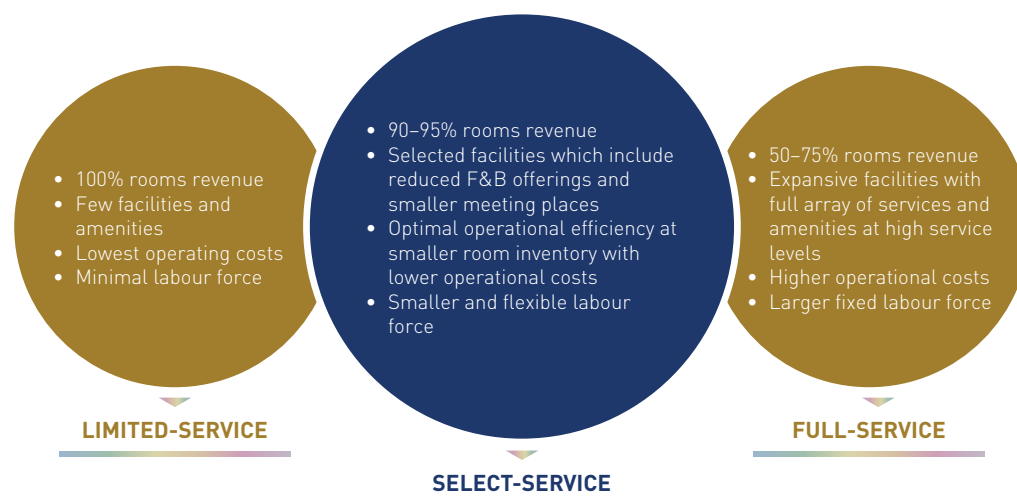 • 100% rooms revenue
• Few facilities and
amenities
• Lowest operating costs
• Minimal labour force
LIMITED-SERVICE
• 90–95% rooms revenue
• Selected facilities which include
reduced F&B offerings and
smaller meeting places
• Optimal operational efficiency at
smaller room inventory with
lower operational costs
• Smaller and flexible labour
force
SELECT-SERVICE
• 50–75% rooms revenue
• Expansive facilities with
full array of services and
amenities at high service
levels
• Higher operational costs
• Larger fixed labour force
FULL-SERVICE